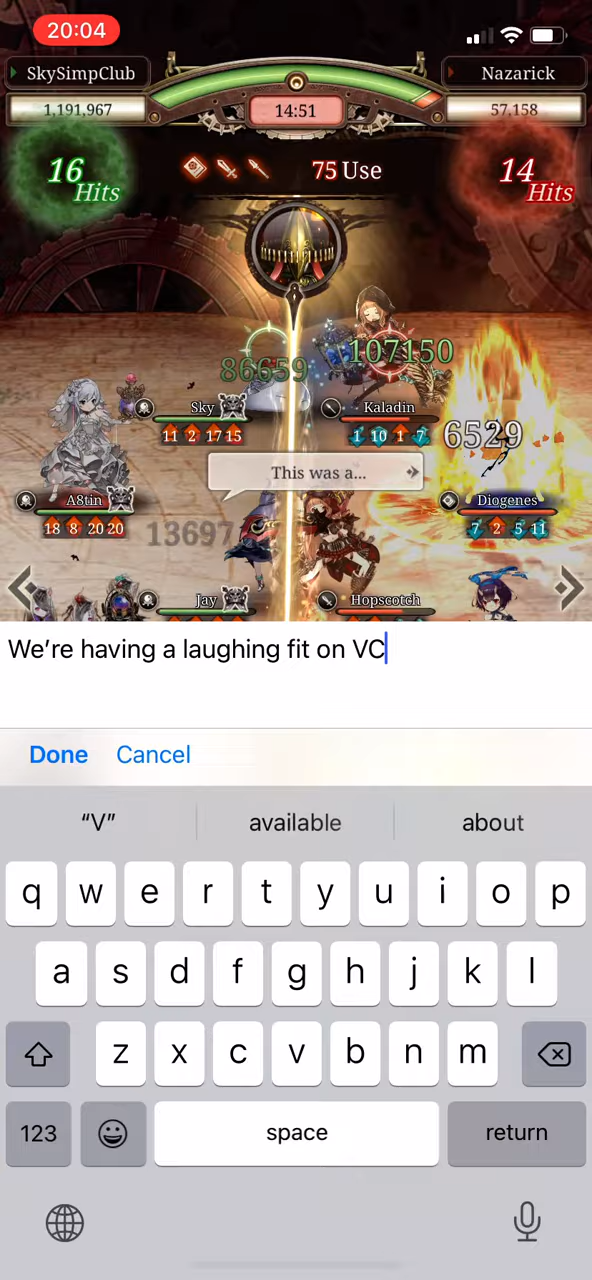 20:04
SkySimpClub
Nazarick
1,191,967
14:51
57,158
16 Hits
75 Use
14 Hits
86659
107150
Sky
Kaladin
11 2 17 15
1 10 1 7
6529
This was a...
A8tin
Diogenes
18 8 20 20
7 2 5 11
13697
Jay
Hopscotch
We’re having a laughing fit on VC
Done Cancel
“V” available about
q w e r t y u i o p
a s d f g h j k l
z x c v b n m
123 space return